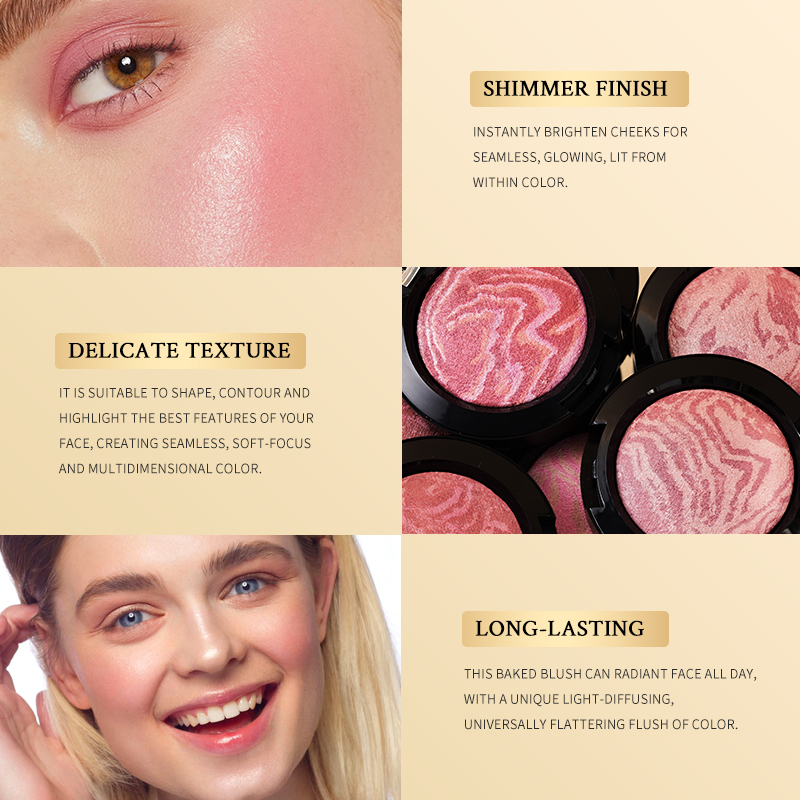 SHIMMER FINISH
INSTANTLY BRIGHTEN CHEEKS FOR
SEAMLESS, GLOWING, LIT FROM
WITHIN COLOR.
DELICATE TEXTURE
IT IS SUITABLE TO SHAPE, CONTOUR AND
HIGHLIGHT THE BEST FEATURES OF YOUR
FACE, CREATING SEAMLESS, SOFT-FOCUS
AND MULTIDIMENSIONAL COLOR.
LONG-LASTING
THIS BAKED BLUSH CAN RADIANT FACE ALL DAY,
WITH A UNIQUE LIGHT-DIFFUSING,
UNIVERSALLY FLATTERING FLUSH OF COLOR.